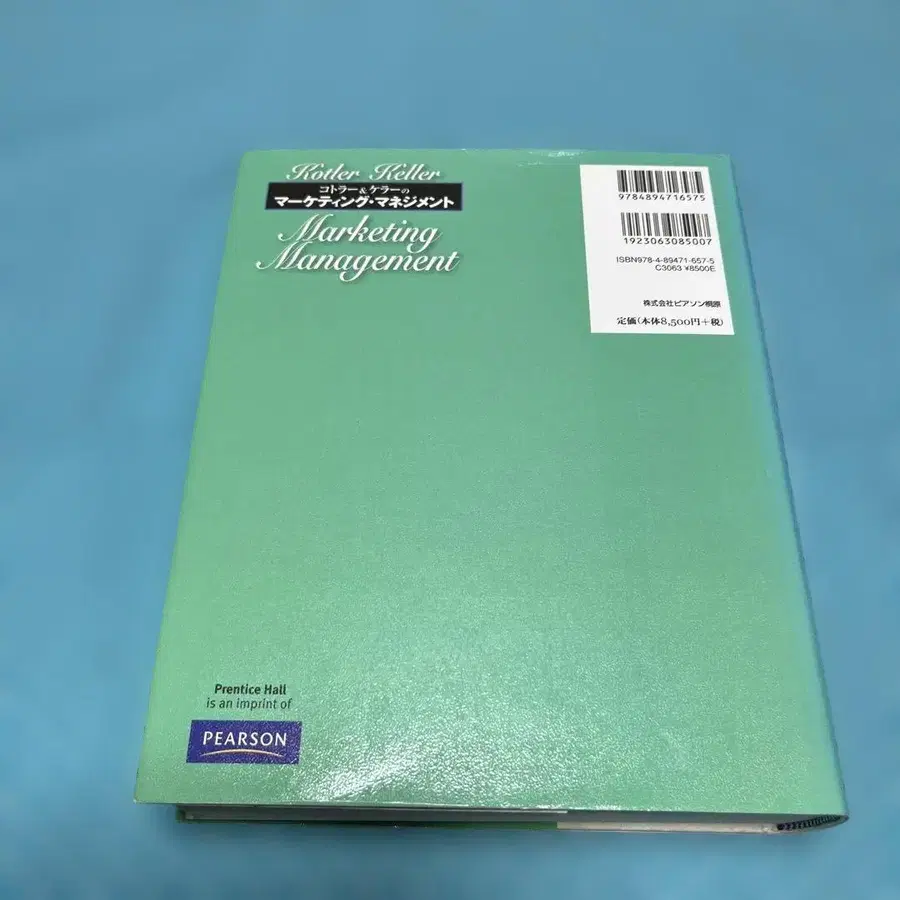 Kotler Keller
コトラー&ケラーの
マーケティング・マネジメント
Marketing
Management
9784894716575
1923063085007
ISBN978-4-89471-657-5
C3063 ¥8500E
株式会社ピアソン桐原
定価(本体8,500円+税)
Prentice Hall
is an imprint of
PEARSON